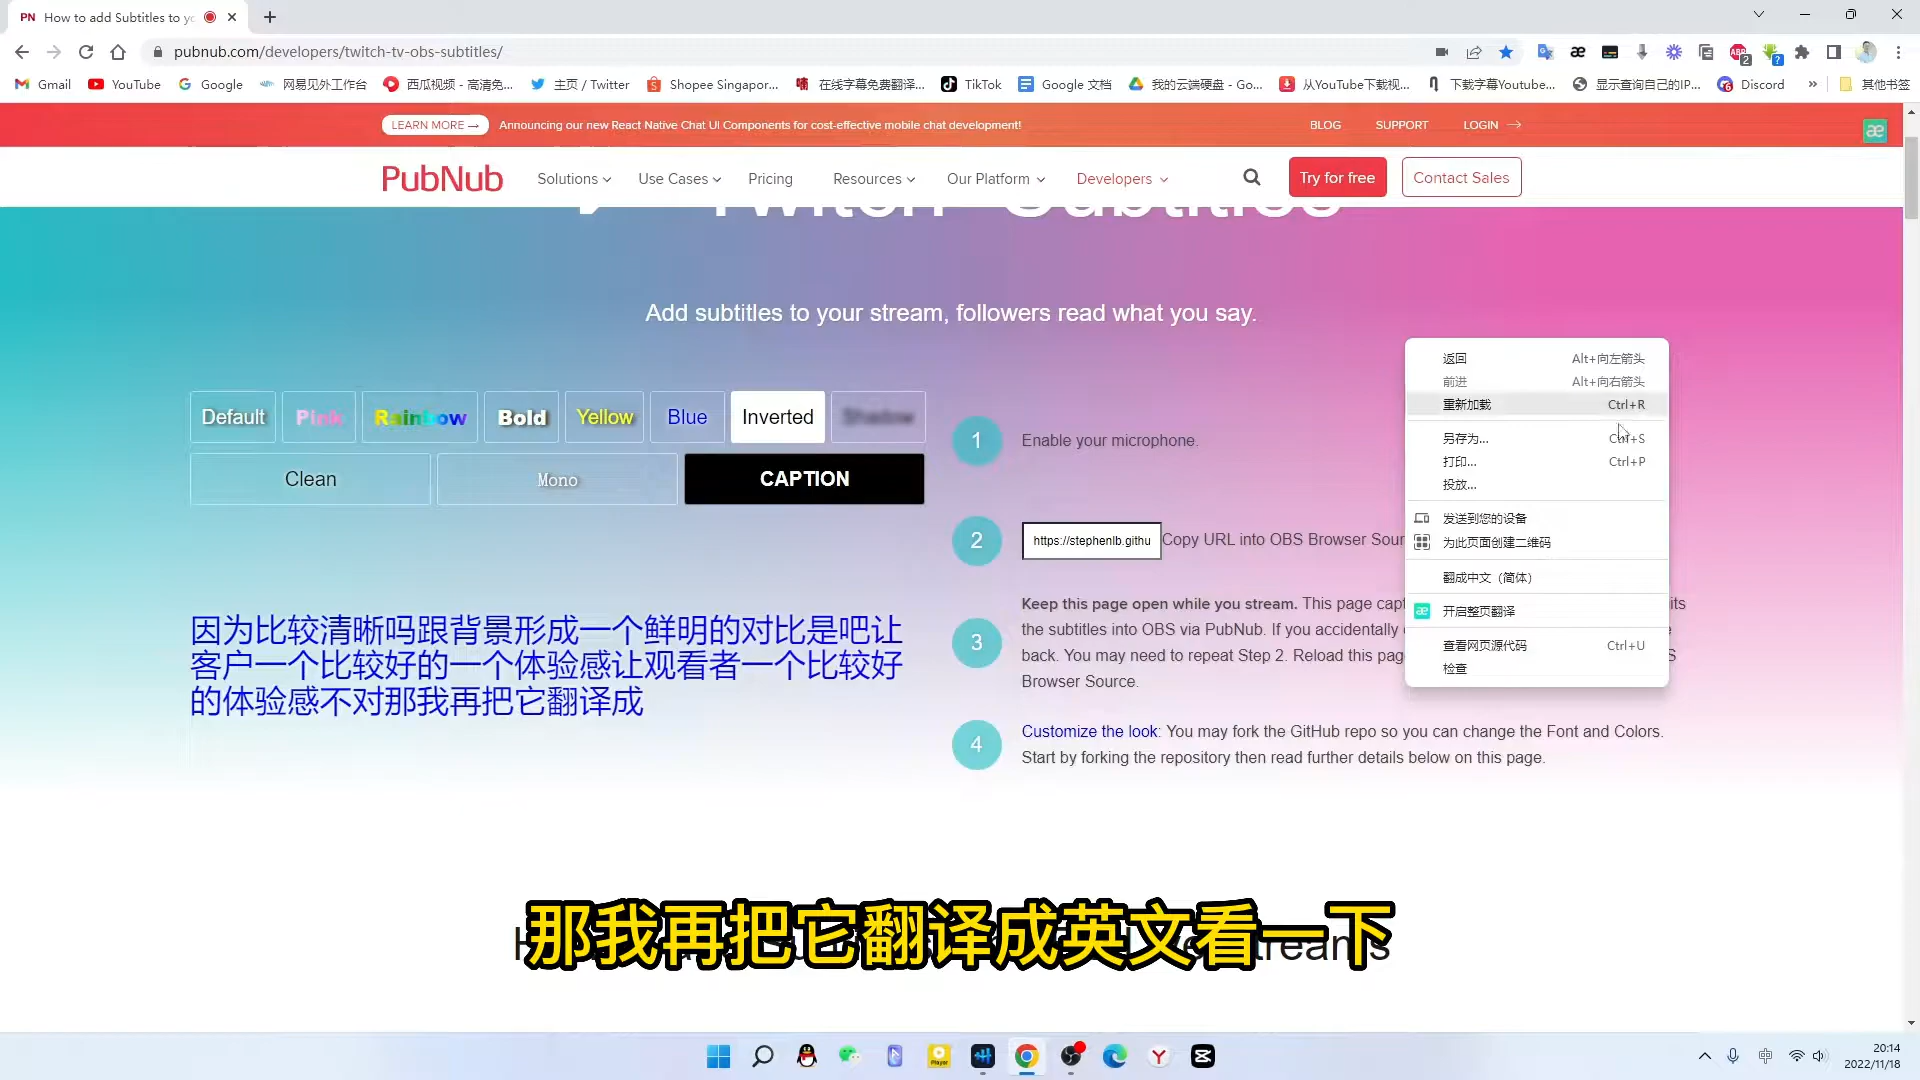 PN How to add Subtitles to yo
pubnub.com/developers/twitch-tv-obs-subtitles/
Gmail YouTube Google 网易见外工作台 西瓜视频 - 高清免... 主页 / Twitter Shopee Singapor... 在线字幕免费翻译... TikTok Google 文档 我的云端硬盘 - Go... 从YouTube下载视... 下载字幕Youtube... 显示查询自己的IP... Discord » 其他书签
LEARN MORE → Announcing our new React Native Chat UI Components for cost-effective mobile chat development! BLOG SUPPORT LOGIN →
æ
PubNub Solutions Use Cases Pricing Resources Our Platform Developers Try for free Contact Sales
Twitch Subtitles
Add subtitles to your stream, followers read what you say.
Default Pink Rainbow Bold Yellow Blue Inverted Shadow
Clean Mono CAPTION
1 Enable your microphone.
2 https://stephenlb.githu Copy URL into OBS Browser Sour
3 Keep this page open while you stream. This page capt its
the subtitles into OBS via PubNub. If you accidentally
back. You may need to repeat Step 2. Reload this pag S
Browser Source.
4 Customize the look: You may fork the GitHub repo so you can change the Font and Colors.
Start by forking the repository then read further details below on this page.
因为比较清晰吗跟背景形成一个鲜明的对比是吧让
客户一个比较好的一个体验感让观看者一个比较好
的体验感不对那我再把它翻译成
返回 Alt+向左箭头
前进 Alt+向右箭头
重新加载 Ctrl+R
另存为... Ctrl+S
打印... Ctrl+P
投放...
发送到您的设备
为此页面创建二维码
翻成中文（简体）
æ 开启整页翻译
查看网页源代码 Ctrl+U
检查
那我再把它翻译成英文看一下
20:14
中
2022/11/18